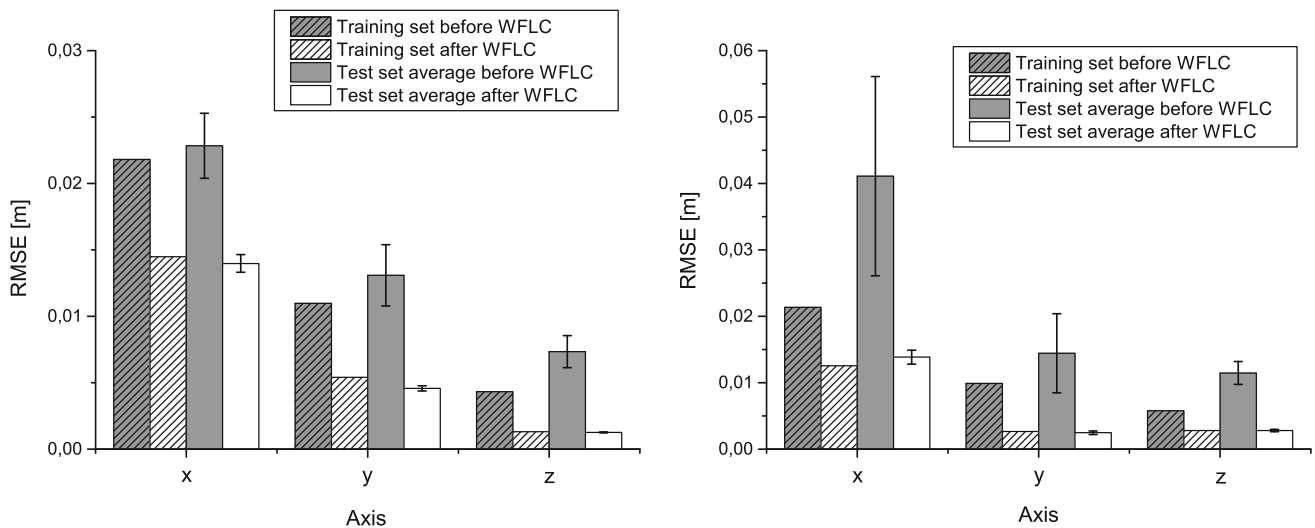 Training set before WFLC
Training set after WFLC
Test set average before WFLC
Test set average after WFLC
0,03
0,02
0,01
0,00
RMSE [m]
x
y
z
Axis
Training set before WFLC
Training set after WFLC
Test set average before WFLC
Test set average after WFLC
0,06
0,05
0,04
0,03
0,02
0,01
0,00
RMSE [m]
x
y
z
Axis